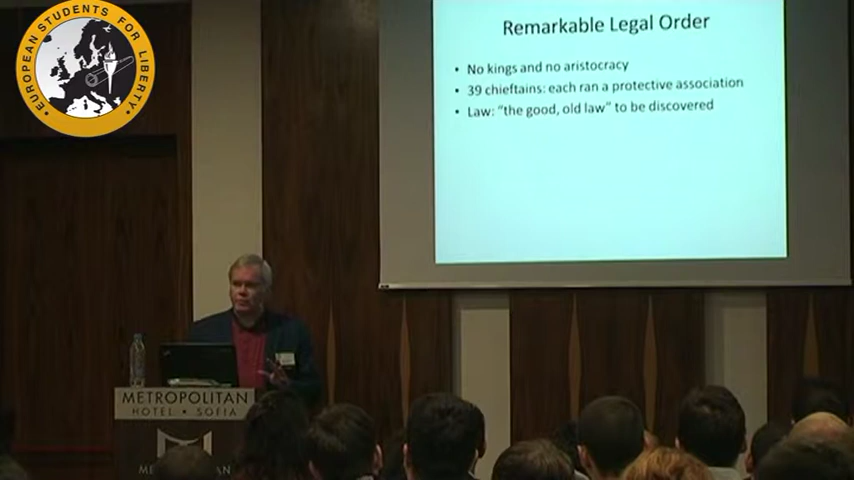 • EUROPEAN STUDENTS FOR LIBERTY •
Remarkable Legal Order
• No kings and no aristocracy
• 39 chieftains: each ran a protective association
• Law: "the good, old law" to be discovered
METROPOLITAN
HOTEL • SOFIA